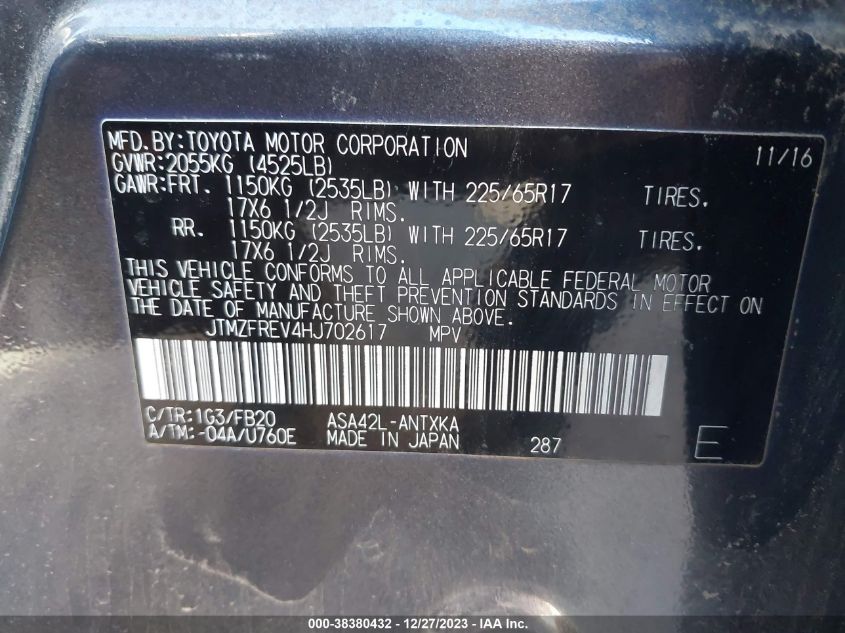 MFD.BY:TOYOTA MOTOR CORPORATION 11/16
GVWR:2055KG (4525LB)
GAWR:FRT. 1150KG (2535LB) WITH 225/65R17 TIRES.
17X6 1/2J RIMS.
RR. 1150KG (2535LB) WITH 225/65R17 TIRES.
17X6 1/2J RIMS.
THIS VEHICLE CONFORMS TO ALL APPLICABLE FEDERAL MOTOR
VEHICLE SAFETY AND THEFT PREVENTION STANDARDS IN EFFECT ON
THE DATE OF MANUFACTURE SHOWN ABOVE.
JTMZFREV4HJ702617 MPV
C/TR:1G3/FB20 ASA42L-ANTXKA
A/TM:-04A/U760E MADE IN JAPAN 287 E
000-38380432 - 12/27/2023 - IAA Inc.